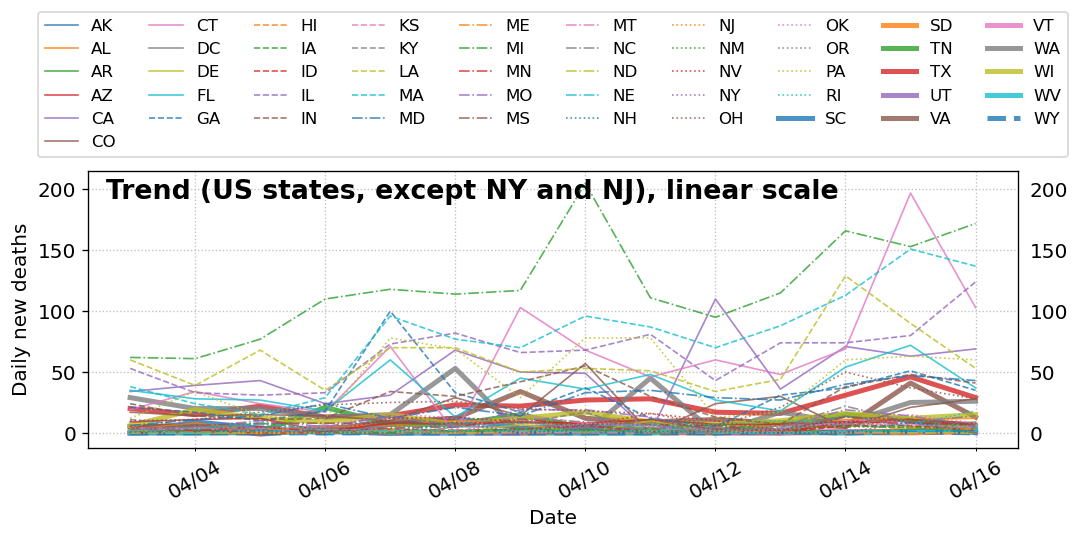 AK CT HI KS ME MT NJ OK SD VT
AL DC IA KY MI NC NM OR TN WA
AR DE ID LA MN ND NV PA TX WI
AZ FL IL MA MO NE NY RI UT WV
CA GA IN MD MS NH OH SC VA WY
CO
Trend (US states, except NY and NJ), linear scale
200 200
150 150
100 100
50 50
0 0
Daily new deaths
04/04 04/06 04/08 04/10 04/12 04/14 04/16
Date